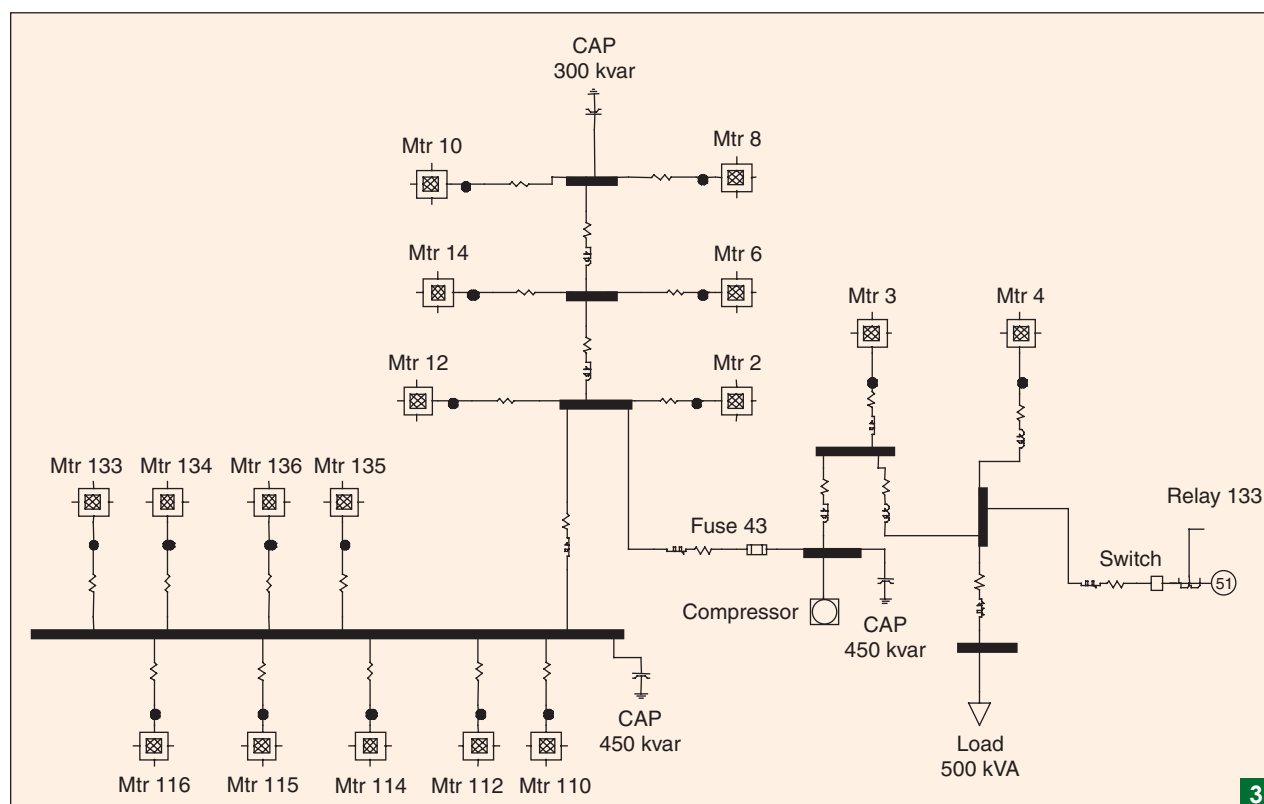 CAP
300 kvar
Mtr 10
Mtr 8
Mtr 14
Mtr 6
Mtr 3
Mtr 4
Mtr 12
Mtr 2
Mtr 133
Mtr 134
Mtr 136
Mtr 135
Relay 133
Fuse 43
Switch
51
Compressor
CAP
450 kvar
CAP
450 kvar
Load
500 kVA
Mtr 116
Mtr 115
Mtr 114
Mtr 112
Mtr 110
3